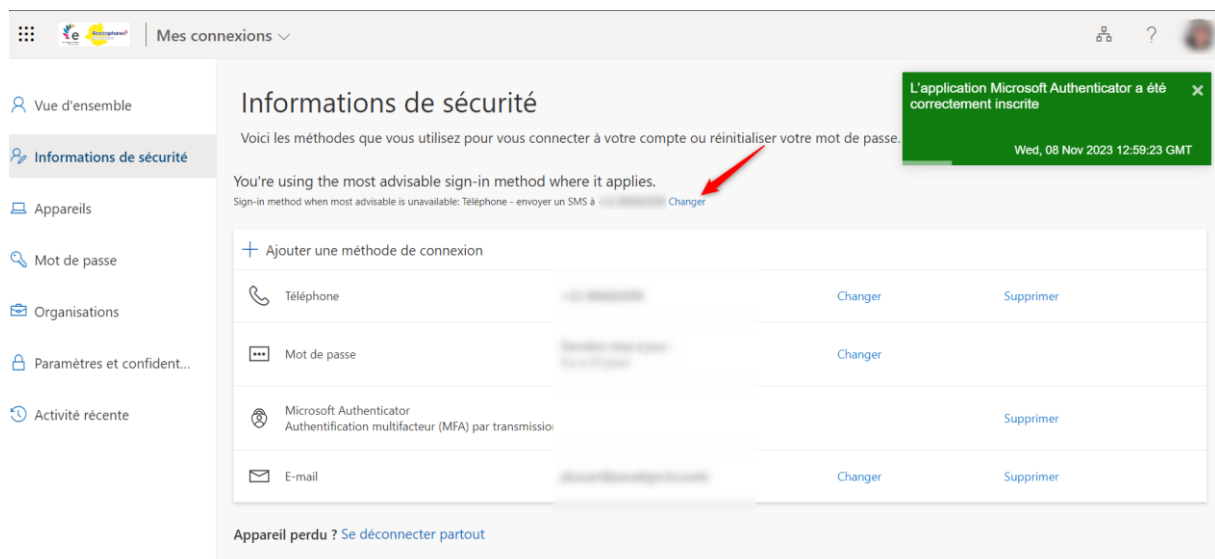 e Francophones
Mes connexions
Vue d'ensemble
Informations de sécurité
Appareils
Mot de passe
Organisations
Paramètres et confident...
Activité récente
Informations de sécurité
Voici les méthodes que vous utilisez pour vous connecter à votre compte ou réinitialiser votre mot de passe.
L'application Microsoft Authenticator a été
correctement inscrite
Wed, 08 Nov 2023 12:59:23 GMT
You're using the most advisable sign-in method where it applies.
Sign-in method when most advisable is unavailable: Téléphone - envoyer un SMS à Changer
Ajouter une méthode de connexion
Téléphone Changer Supprimer
Mot de passe Changer
Microsoft Authenticator
Authentification multifacteur (MFA) par transmission Supprimer
E-mail Changer Supprimer
Appareil perdu ? Se déconnecter partout